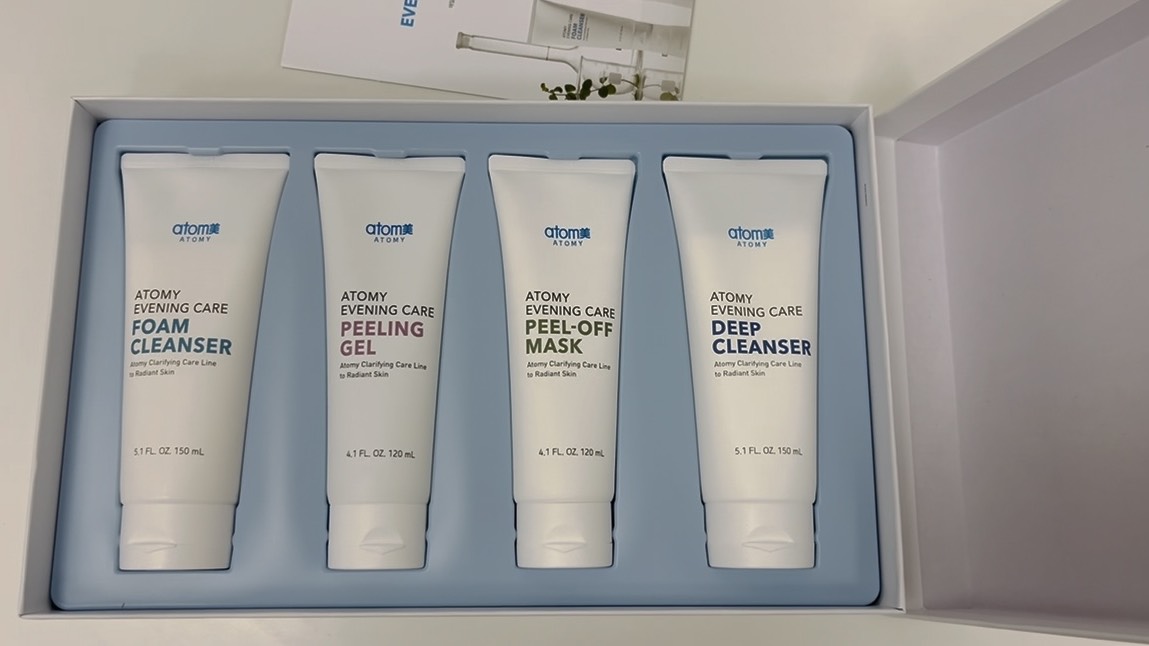 EVE
ATOMY
EVENING CARE
FOAM
CLEANSER
atom美
ATOMY
ATOMY
EVENING CARE
FOAM
CLEANSER
Atomy Clarifying Care Line
to Radiant Skin
5.1 FL. OZ. 150 mL
atom美
ATOMY
ATOMY
EVENING CARE
PEELING
GEL
Atomy Clarifying Care Line
to Radiant Skin
4.1 FL. OZ. 120 mL
atom美
ATOMY
ATOMY
EVENING CARE
PEEL-OFF
MASK
Atomy Clarifying Care Line
to Radiant Skin
4.1 FL. OZ. 120 mL
atom美
ATOMY
ATOMY
EVENING CARE
DEEP
CLEANSER
Atomy Clarifying Care Line
to Radiant Skin
5.1 FL. OZ. 150 mL